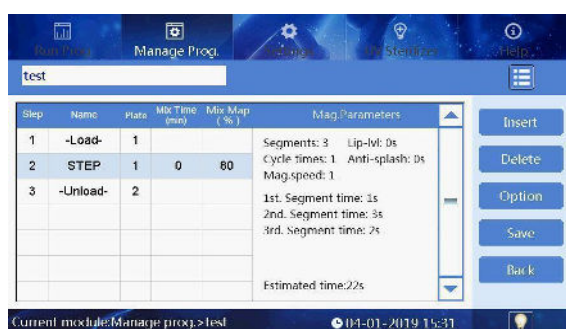 Run Prog.
Manage Prog.
Settings
UV Sterilize
Help
test
Step Name Plate Mix Time (min) Mix Map (%) Mag.Parameters
1 -Load- 1
2 STEP 1 0 80
3 -Unload- 2
Segments: 3 Lip-lvl: 0s
Cycle times: 1 Anti-splash: 0s
Mag.speed: 1
1st. Segment time: 1s
2nd. Segment time: 3s
3rd. Segment time: 2s
Estimated time:22s
Insert
Delete
Option
Save
Back
Current module:Manage prog.>test
04-01-2019 15:31